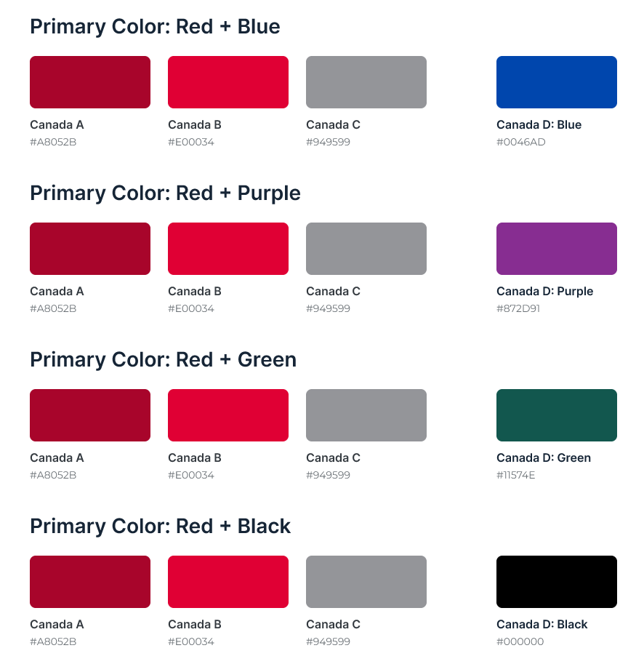 Primary Color: Red + Blue
Canada A
Canada B
Canada C
Canada D: Blue
#A8052B
#E00034
#949599
#0046AD
Primary Color: Red + Purple
Canada A
Canada B
Canada C
Canada D: Purple
#A8052B
#E00034
#949599
#872D91
Primary Color: Red + Green
Canada A
Canada B
Canada C
Canada D: Green
#A8052B
#E00034
#949599
#11574E
Primary Color: Red + Black
Canada A
Canada B
Canada C
Canada D: Black
#A8052B
#E00034
#949599
#000000